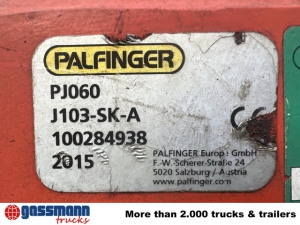 PALFINGER
PJ060
J103-SK-A
100284938
2015
CE
PALFINGER Europe GmbH
F.-W.-Scherer-Straße 24
5020 Salzburg / Austria
www.palfinger.com
gassmann
More than 2.000 trucks & trailers